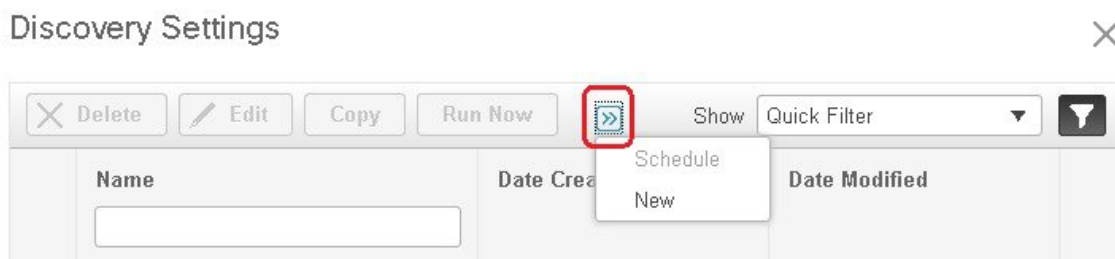 Discovery Settings
Delete Edit Copy Run Now Show Quick Filter
Schedule
Name Date Crea Date Modified
New